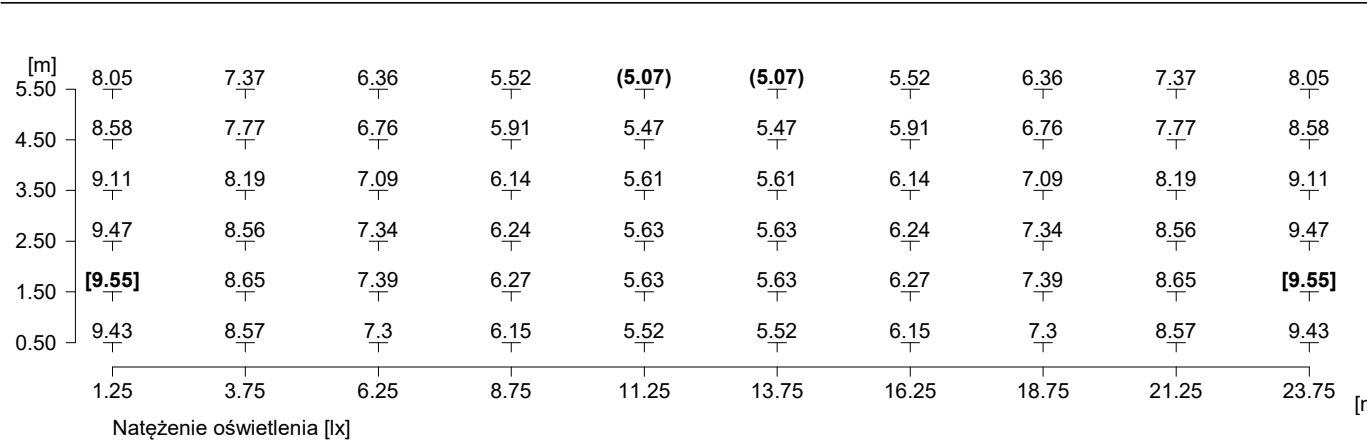 [m]
5.50 8.05 7.37 6.36 5.52 (5.07) (5.07) 5.52 6.36 7.37 8.05
4.50 8.58 7.77 6.76 5.91 5.47 5.47 5.91 6.76 7.77 8.58
3.50 9.11 8.19 7.09 6.14 5.61 5.61 6.14 7.09 8.19 9.11
2.50 9.47 8.56 7.34 6.24 5.63 5.63 6.24 7.34 8.56 9.47
1.50 [9.55] 8.65 7.39 6.27 5.63 5.63 6.27 7.39 8.65 [9.55]
0.50 9.43 8.57 7.3 6.15 5.52 5.52 6.15 7.3 8.57 9.43
1.25 3.75 6.25 8.75 11.25 13.75 16.25 18.75 21.25 23.75
Natężenie oświetlenia [lx]